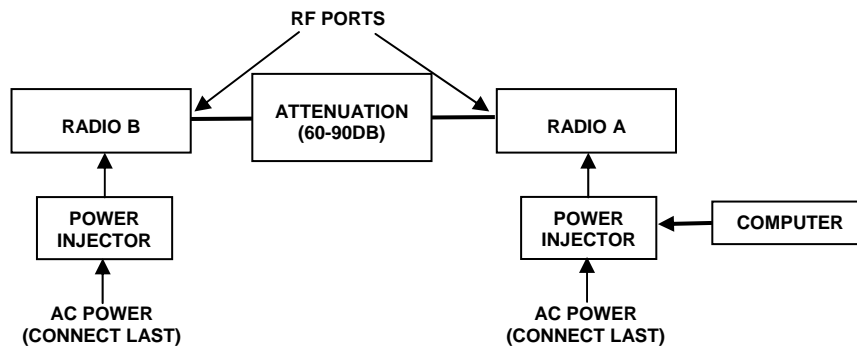 RF PORTS
RADIO B
ATTENUATION
(60-90DB)
RADIO A
POWER
INJECTOR
POWER
INJECTOR
COMPUTER
AC POWER
(CONNECT LAST)
AC POWER
(CONNECT LAST)